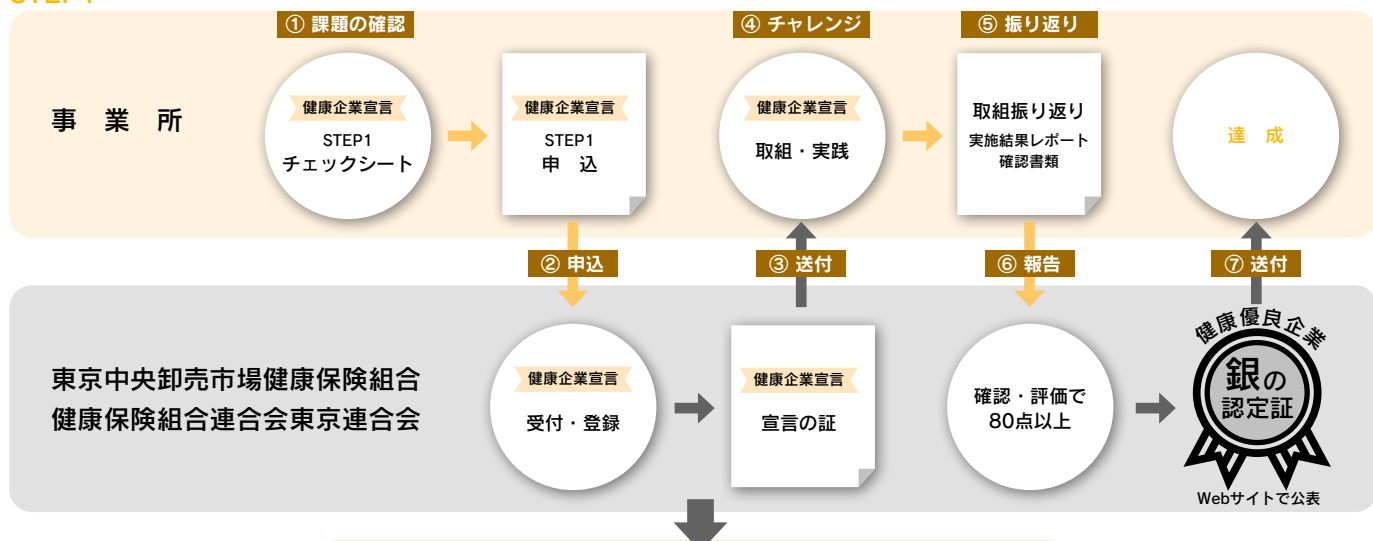 STEP1
① 課題の確認
④ チャレンジ
⑤ 振り返り
事 業 所
健康企業宣言
STEP1
チェックシート
健康企業宣言
STEP1
申 込
健康企業宣言
取組・実践
取組振り返り
実施結果レポート
確認書類
達 成
② 申込
③ 送付
⑥ 報告
⑦ 送付
東京中央卸売市場健康保険組合
健康保険組合連合会東京連合会
健康企業宣言
受付・登録
健康企業宣言
宣言の証
確認・評価で
80点以上
健康優良企業
銀の
認定証
Webサイトで公表